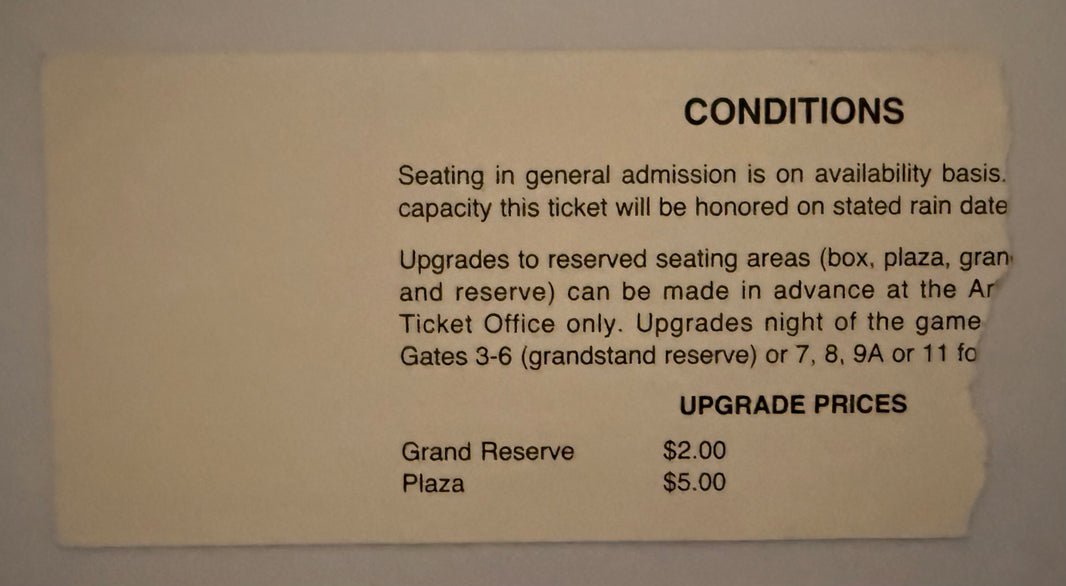 CONDITIONS
Seating in general admission is on availability basis.
capacity this ticket will be honored on stated rain date
Upgrades to reserved seating areas (box, plaza, gran
and reserve) can be made in advance at the Ar
Ticket Office only. Upgrades night of the game
Gates 3-6 (grandstand reserve) or 7, 8, 9A or 11 fo
UPGRADE PRICES
Grand Reserve $2.00
Plaza $5.00